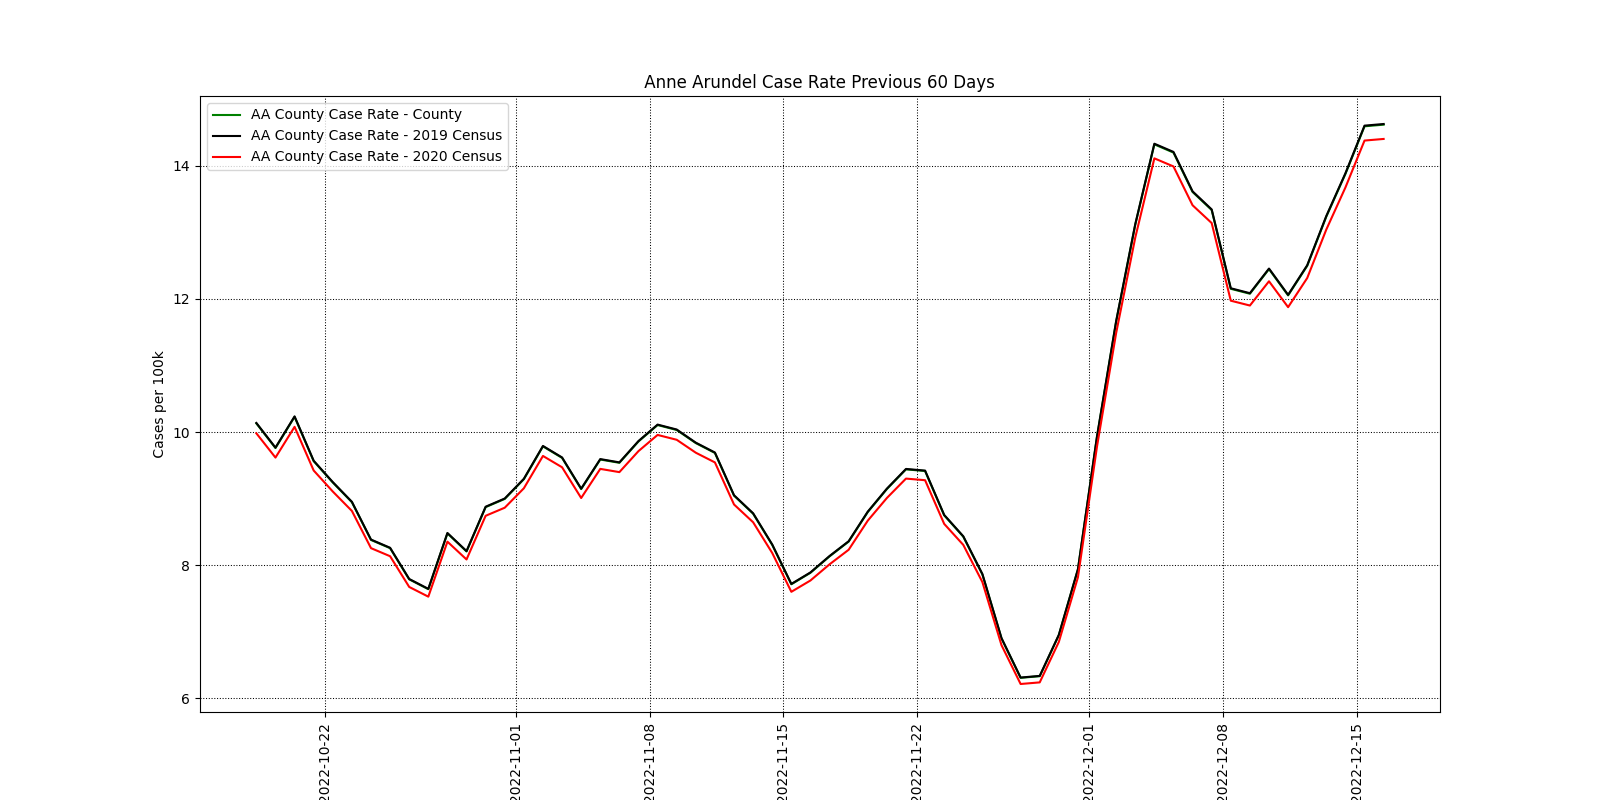 Anne Arundel Case Rate Previous 60 Days
AA County Case Rate - County
AA County Case Rate - 2019 Census
AA County Case Rate - 2020 Census
Cases per 100k
14
12
10
8
6
2022-10-22
2022-11-01
2022-11-08
2022-11-15
2022-11-22
2022-12-01
2022-12-08
2022-12-15